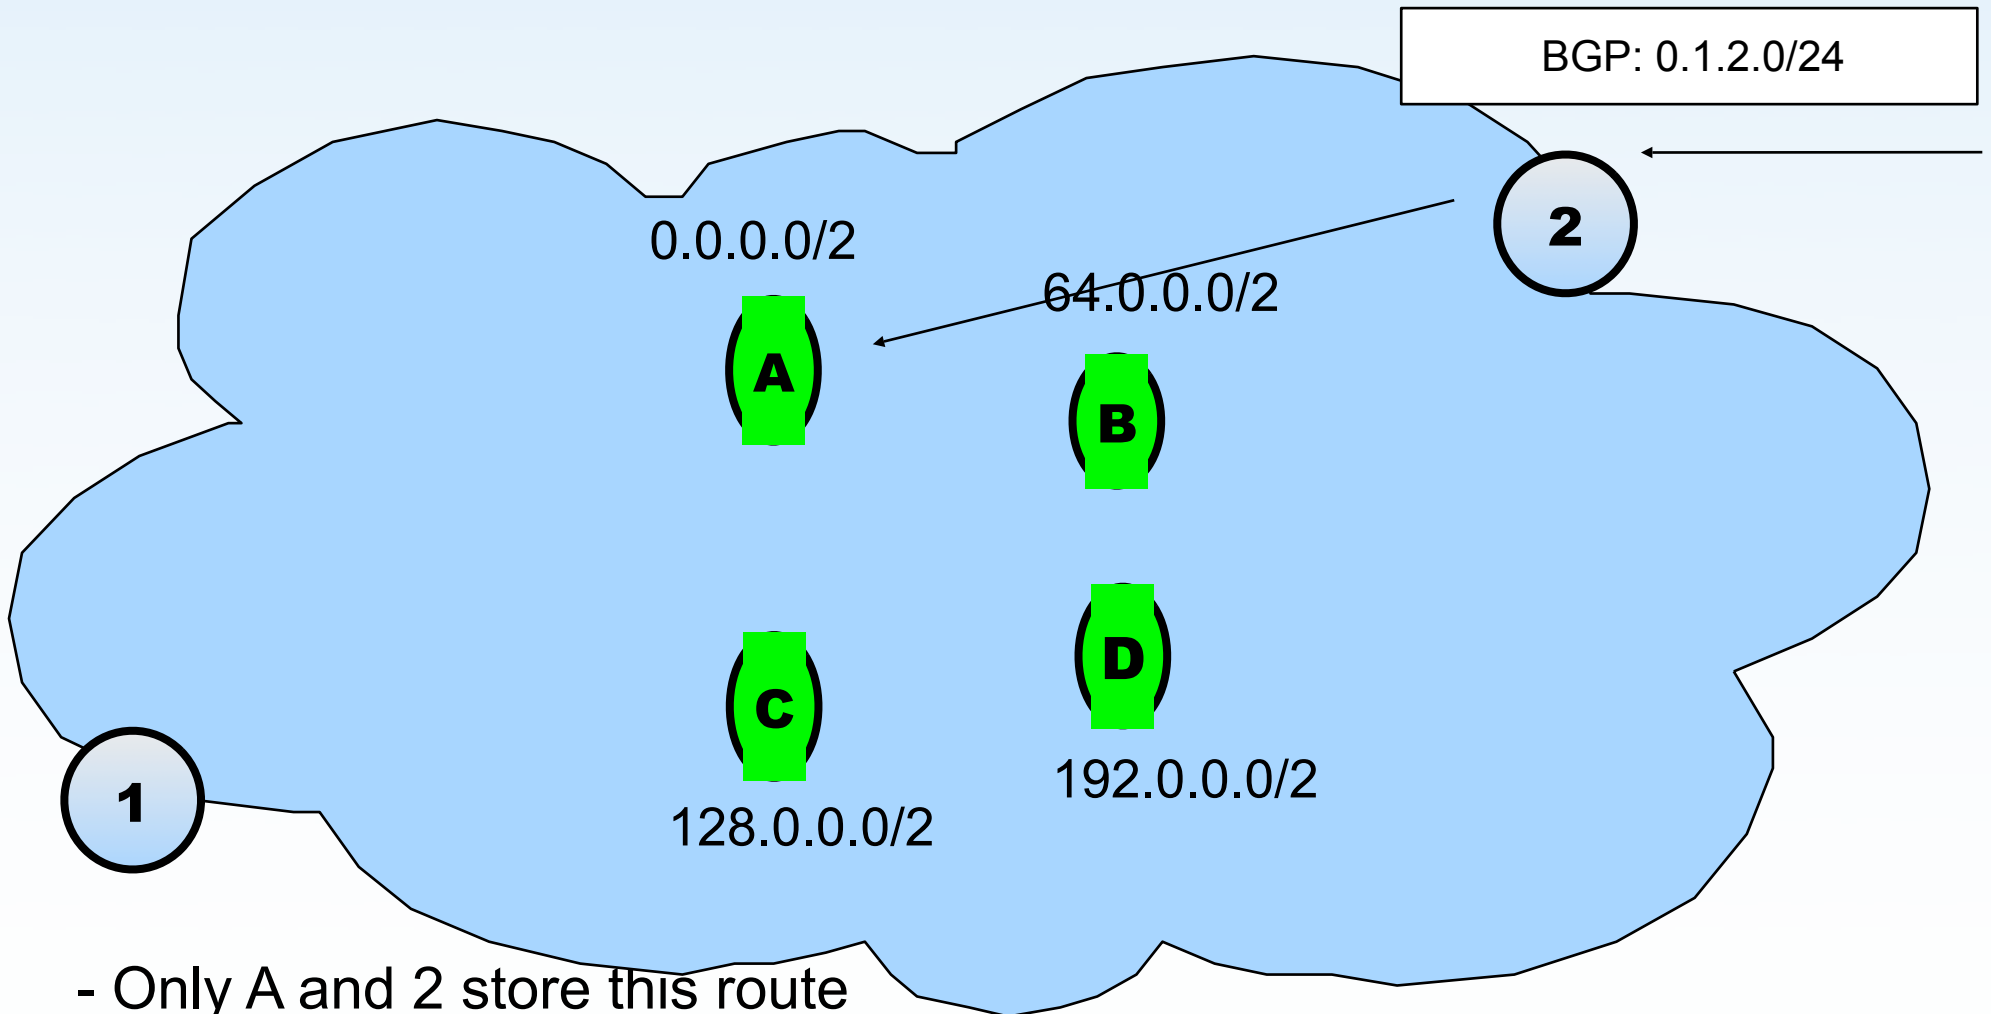 BGP: 0.1.2.0/24
2
0.0.0.0/2
64.0.0.0/2
A
B
D
C
192.0.0.0/2
1
128.0.0.0/2
- Only A and 2 store this route